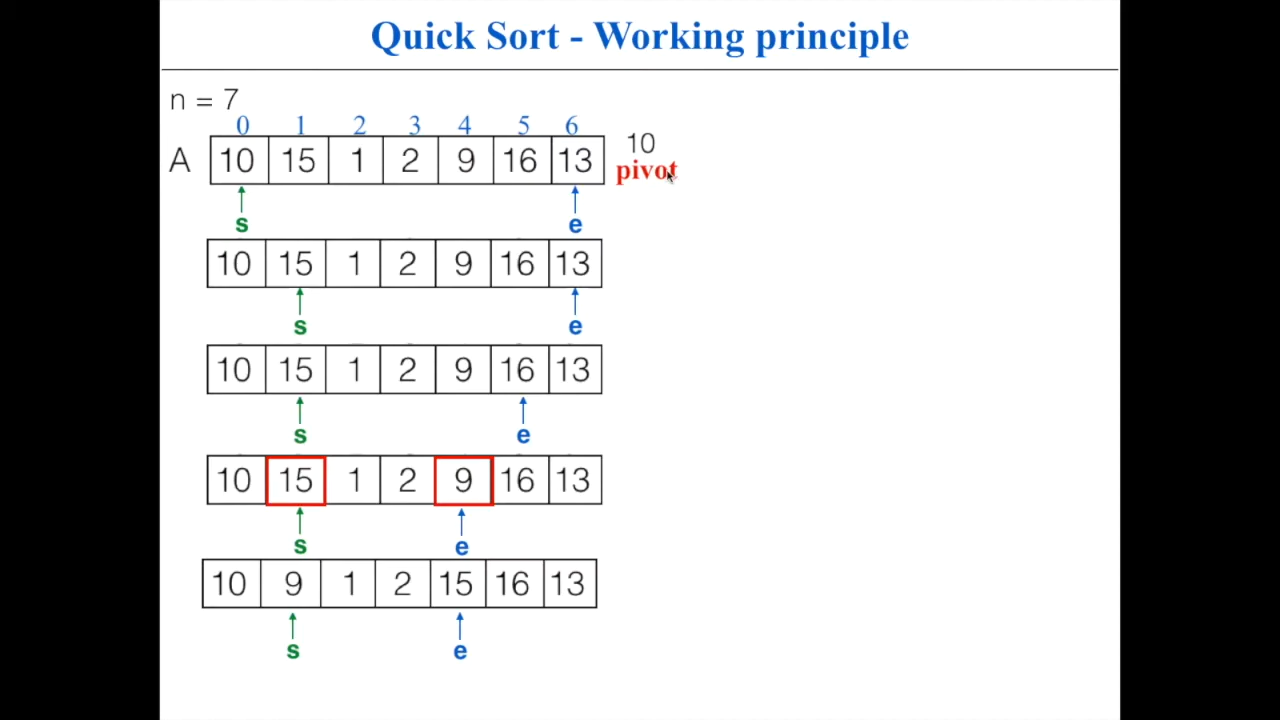 Quick Sort - Working principle
n = 7
0 1 2 3 4 5 6
A 10 15 1 2 9 16 13 10
pivot
s e
10 15 1 2 9 16 13
s e
10 15 1 2 9 16 13
s e
10 15 1 2 9 16 13
s e
10 9 1 2 15 16 13
s e